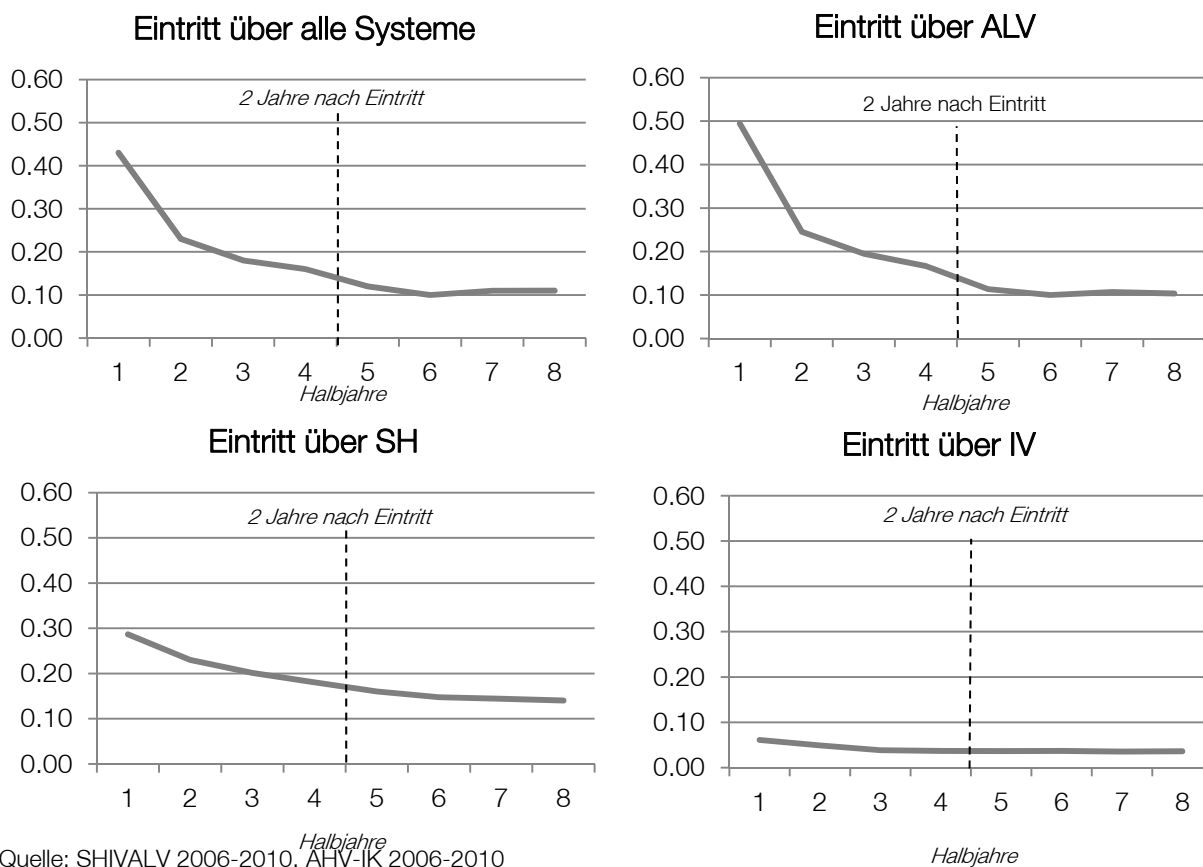 Eintritt über alle Systeme
0.60
0.50
0.40
0.30
0.20
0.10
0.00
2 Jahre nach Eintritt
1 2 3 4 5 6 7 8
Halbjahre
Eintritt über ALV
0.60
0.50
0.40
0.30
0.20
0.10
0.00
2 Jahre nach Eintritt
1 2 3 4 5 6 7 8
Halbjahre
Eintritt über SH
0.60
0.50
0.40
0.30
0.20
0.10
0.00
2 Jahre nach Eintritt
1 2 3 4 5 6 7 8
Halbjahre
Eintritt über IV
0.60
0.50
0.40
0.30
0.20
0.10
0.00
2 Jahre nach Eintritt
1 2 3 4 5 6 7 8
Halbjahre
Quelle: SHIVALV 2006-2010, AHV-IK 2006-2010